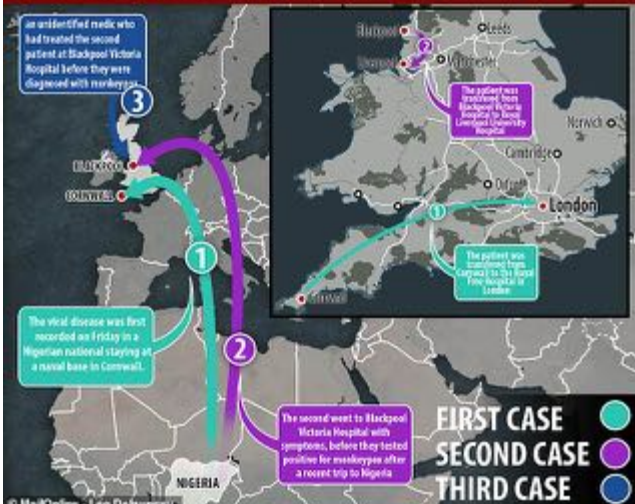 an unidentified medic who
had treated the second
patient at Blackpool Victoria
Hospital before they were
diagnosed with monkeypox
3
BLACKPOOL
CORNWALL
1
2
The viral disease was first
recorded on Friday in a
Nigerian national staying at
a naval base in Cornwall.
The second went to Blackpool
Victoria Hospital with
symptoms, before they tested
positive for monkeypox after
a recent trip to Nigeria
NIGERIA
Blackpool
Leeds
2
Liverpool
Manchester
The patient was
transferred from
Blackpool Victoria
Hospital to Royal
Liverpool University
Hospital
Norwich
Cambridge
Oxford
London
1
The patient was
transferred from
Cornwall to the Royal
Free Hospital in
London
Cornwall
FIRST CASE
SECOND CASE
THIRD CASE
© MailOnline